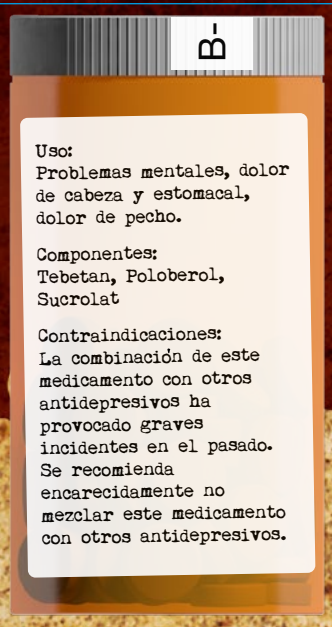 B-
Uso:
Problemas mentales, dolor
de cabeza y estomacal,
dolor de pecho.
Componentes:
Tebetan, Poloberol,
Sucrolat
Contraindicaciones:
La combinación de este
medicamento con otros
antidepresivos ha
provocado graves
incidentes en el pasado.
Se recomienda
encarecidamente no
mezclar este medicamento
con otros antidepresivos.